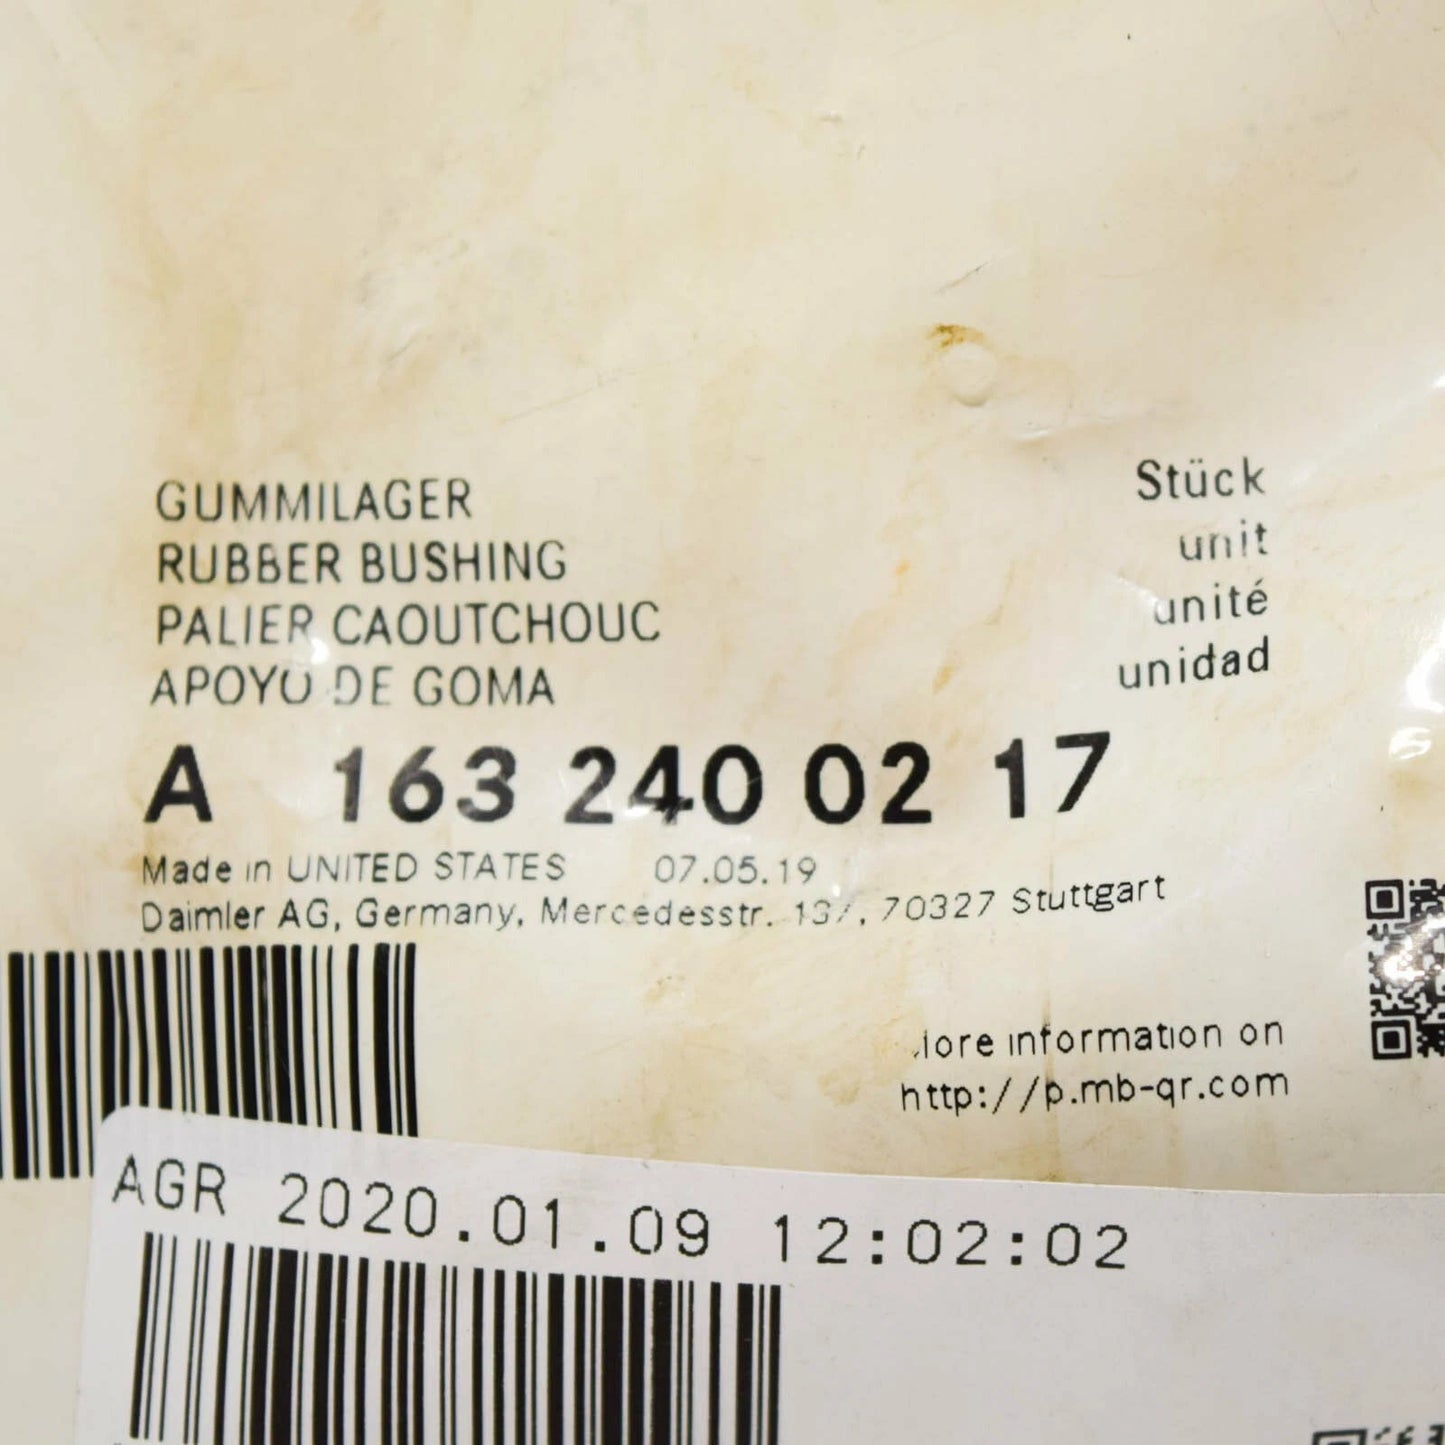 GUMMILAGER
RUBBER BUSHING
PALIER CAOUTCHOUC
APOYO DE GOMA
Stück
unit
unité
unidad
A 163 240 02 17
Made in UNITED STATES 07.05.19
Daimler AG, Germany, Mercedesstr. 137, 70327 Stuttgart
More information on
http://p.mb-qr.com
AGR 2020.01.09 12:02:02